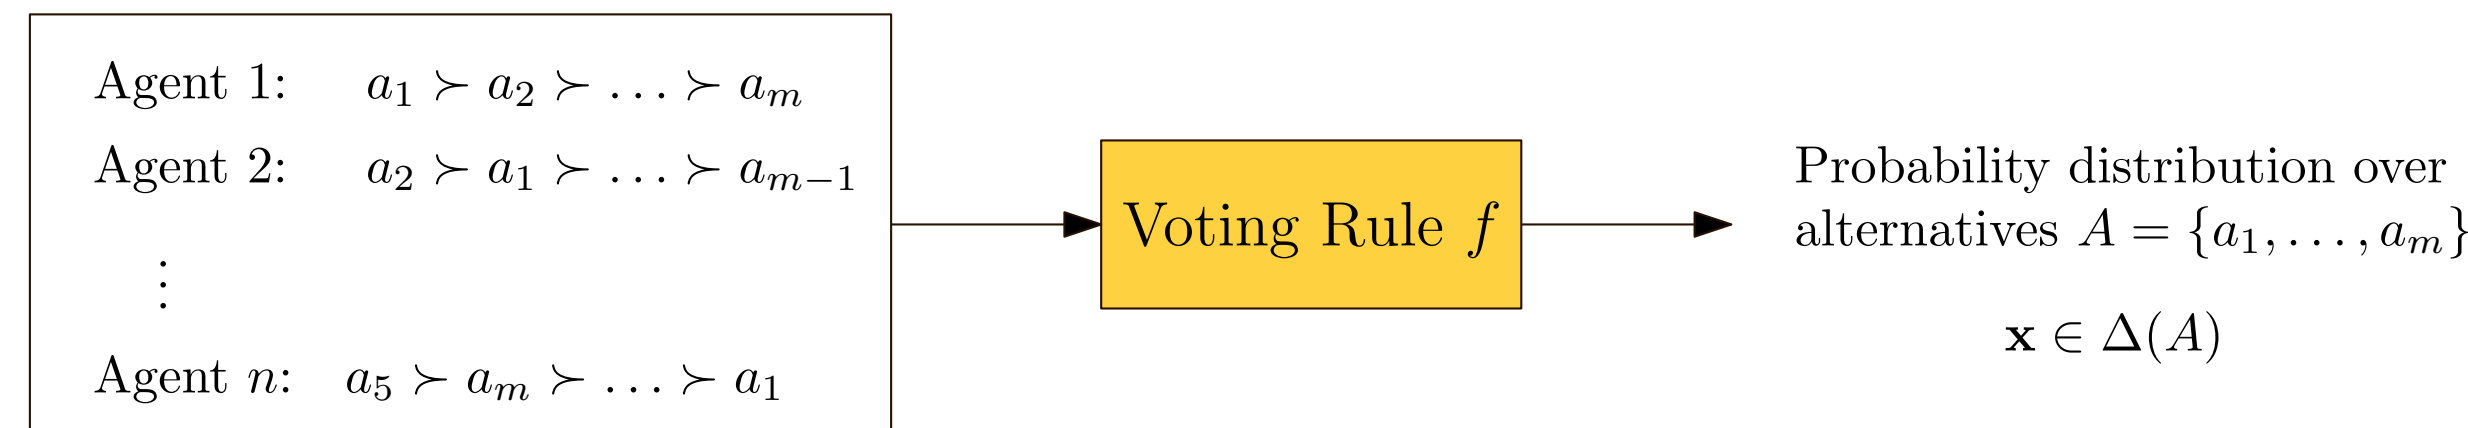 Agent 1: a₁ ≻ a₂ ≻ … ≻ aₘ
Agent 2: a₂ ≻ a₁ ≻ … ≻ aₘ₋₁
⋮
Agent n: a₅ ≻ aₘ ≻ … ≻ a₁
Voting Rule f
Probability distribution over
alternatives A = {a₁, …, aₘ}
𝐱 ∈ Δ(A)